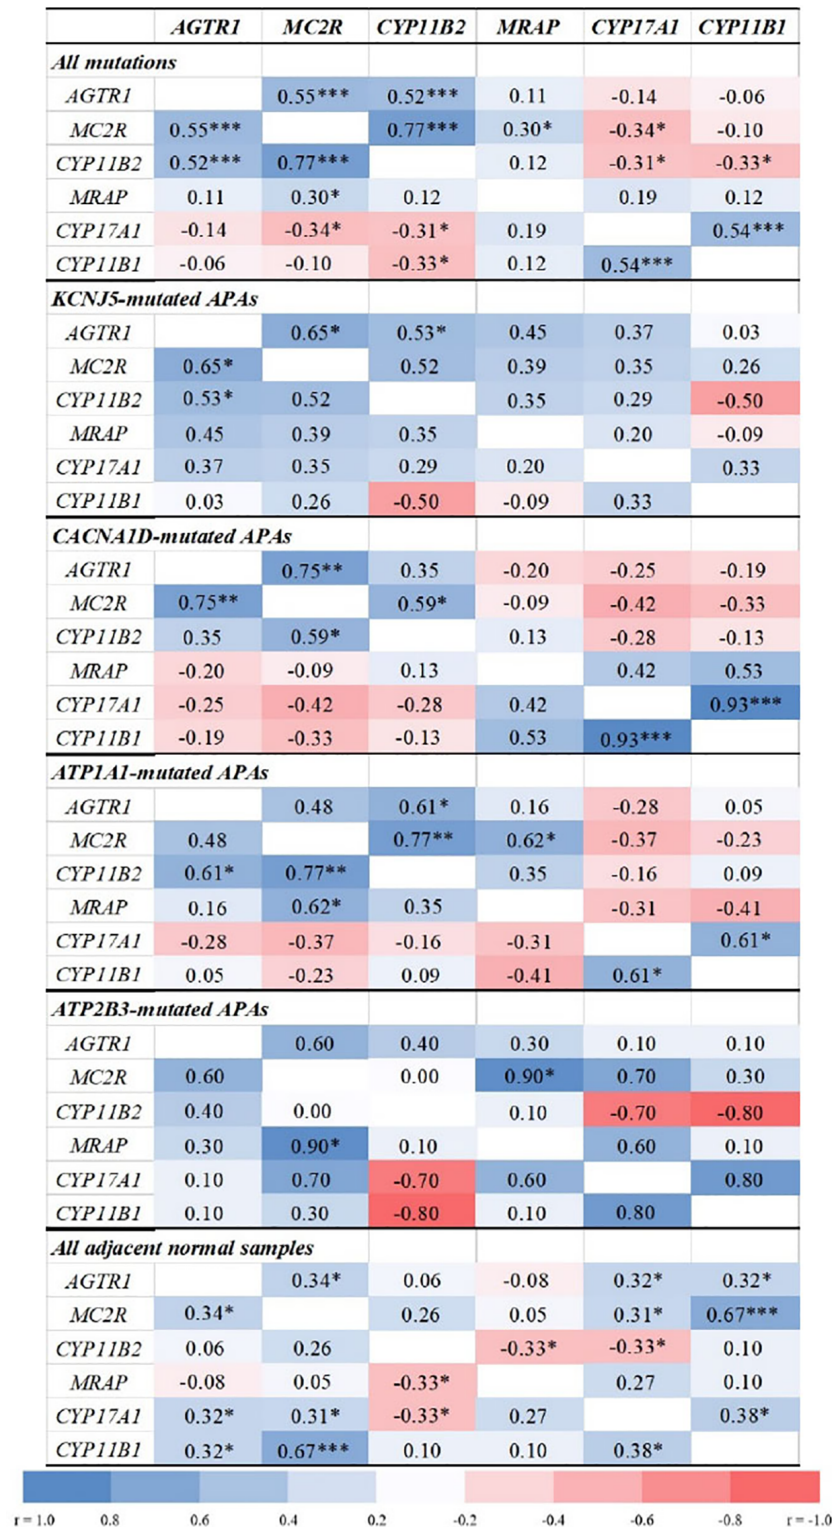 AGTR1 MC2R CYP11B2 MRAP CYP17A1 CYP11B1
All mutations
AGTR1 0.55*** 0.52*** 0.11 -0.14 -0.06
MC2R 0.55*** 0.77*** 0.30* -0.34* -0.10
CYP11B2 0.52*** 0.77*** 0.12 -0.31* -0.33*
MRAP 0.11 0.30* 0.12 0.19 0.12
CYP17A1 -0.14 -0.34* -0.31* 0.19 0.54***
CYP11B1 -0.06 -0.10 -0.33* 0.12 0.54***
KCNJ5-mutated APAs
AGTR1 0.65* 0.53* 0.45 0.37 0.03
MC2R 0.65* 0.52 0.39 0.35 0.26
CYP11B2 0.53* 0.52 0.35 0.29 -0.50
MRAP 0.45 0.39 0.35 0.20 -0.09
CYP17A1 0.37 0.35 0.29 0.20 0.33
CYP11B1 0.03 0.26 -0.50 -0.09 0.33
CACNA1D-mutated APAs
AGTR1 0.75** 0.35 -0.20 -0.25 -0.19
MC2R 0.75** 0.59* -0.09 -0.42 -0.33
CYP11B2 0.35 0.59* 0.13 -0.28 -0.13
MRAP -0.20 -0.09 0.13 0.42 0.53
CYP17A1 -0.25 -0.42 -0.28 0.42 0.93***
CYP11B1 -0.19 -0.33 -0.13 0.53 0.93***
ATP1A1-mutated APAs
AGTR1 0.48 0.61* 0.16 -0.28 0.05
MC2R 0.48 0.77** 0.62* -0.37 -0.23
CYP11B2 0.61* 0.77** 0.35 -0.16 0.09
MRAP 0.16 0.62* 0.35 -0.31 -0.41
CYP17A1 -0.28 -0.37 -0.16 -0.31 0.61*
CYP11B1 0.05 -0.23 0.09 -0.41 0.61*
ATP2B3-mutated APAs
AGTR1 0.60 0.40 0.30 0.10 0.10
MC2R 0.60 0.00 0.90* 0.70 0.30
CYP11B2 0.40 0.00 0.10 -0.70 -0.80
MRAP 0.30 0.90* 0.10 0.60 0.10
CYP17A1 0.10 0.70 -0.70 0.60 0.80
CYP11B1 0.10 0.30 -0.80 0.10 0.80
All adjacent normal samples
AGTR1 0.34* 0.06 -0.08 0.32* 0.32*
MC2R 0.34* 0.26 0.05 0.31* 0.67***
CYP11B2 0.06 0.26 -0.33* -0.33* 0.10
MRAP -0.08 0.05 -0.33* 0.27 0.10
CYP17A1 0.32* 0.31* -0.33* 0.27 0.38*
CYP11B1 0.32* 0.67*** 0.10 0.10 0.38*
r = 1.0 0.8 0.6 0.4 0.2 -0.2 -0.4 -0.6 -0.8 r = -1.0